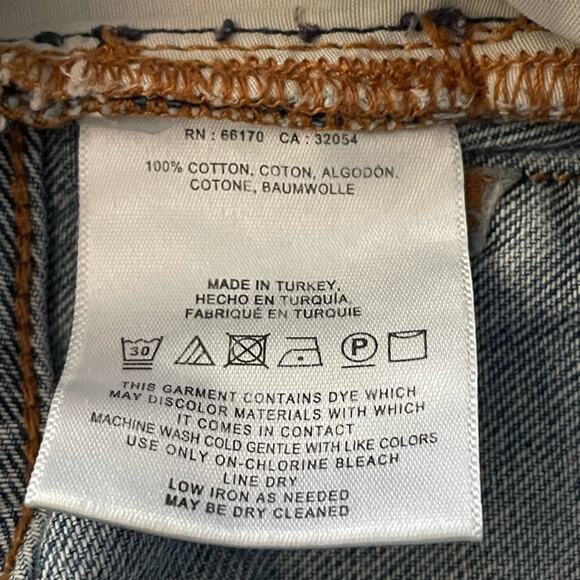 RN : 66170 CA : 32054
100% COTTON, COTON, ALGODÓN,
COTONE, BAUMWOLLE
MADE IN TURKEY,
HECHO EN TURQUÍA,
FABRIQUÉ EN TURQUIE
30 P
THIS GARMENT CONTAINS DYE WHICH
MAY DISCOLOR MATERIALS WITH WHICH
IT COMES IN CONTACT
MACHINE WASH COLD GENTLE WITH LIKE COLORS
USE ONLY ON-CHLORINE BLEACH
LINE DRY
LOW IRON AS NEEDED
MAY BE DRY CLEANED